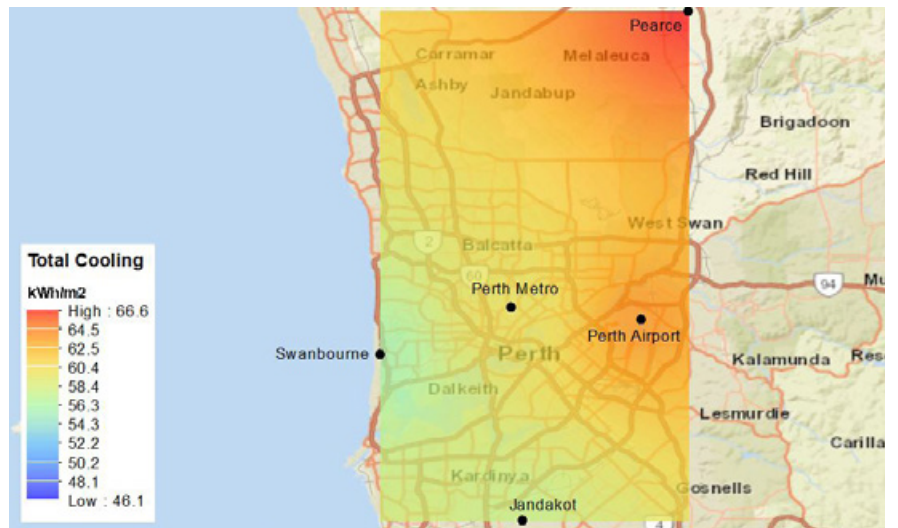 Pearce
Carramar
Melaleuca
Ashby
Jandabup
Brigadoon
Red Hill
West Swan
2
Balcatta
60
94
Mu
Perth Metro
Perth Airport
Swanbourne
Perth
Kalamunda
Res
Dalkeith
Lesmurdie
Carilla
Kardinya
Gosnells
Jandakot
4
Total Cooling
kWh/m2
High : 66.6
64.5
62.5
60.4
58.4
56.3
54.3
52.2
50.2
48.1
Low : 46.1